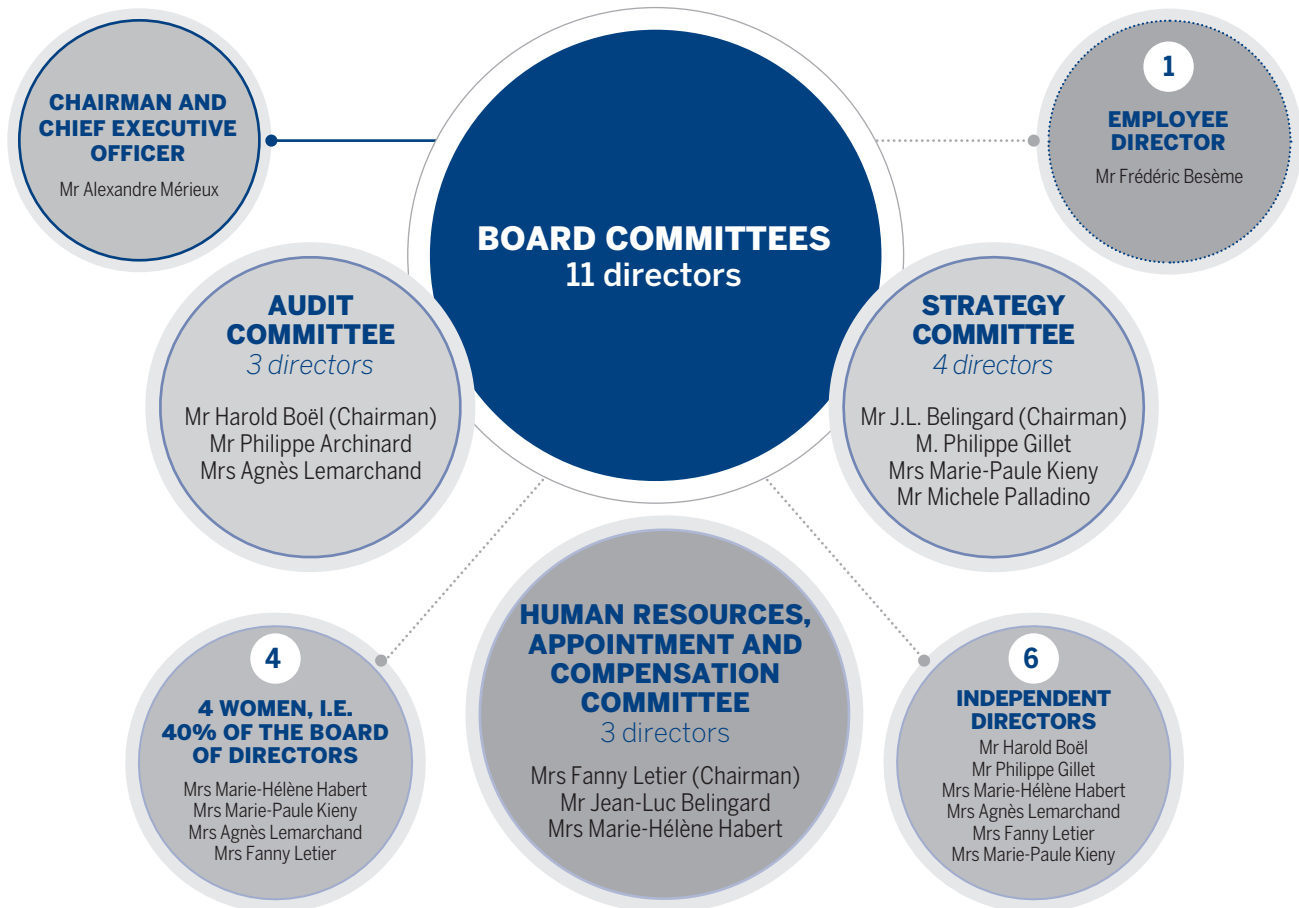 CHAIRMAN AND
CHIEF EXECUTIVE
OFFICER
Mr Alexandre Mérieux
BOARD COMMITTEES
11 directors
1
EMPLOYEE
DIRECTOR
Mr Frédéric Besème
AUDIT
COMMITTEE
3 directors
Mr Harold Boël (Chairman)
Mr Philippe Archinard
Mrs Agnès Lemarchand
STRATEGY
COMMITTEE
4 directors
Mr J.L. Belingard (Chairman)
M. Philippe Gillet
Mrs Marie-Paule Kieny
Mr Michele Palladino
4
4 WOMEN, I.E.
40% OF THE BOARD
OF DIRECTORS
Mrs Marie-Hélène Habert
Mrs Marie-Paule Kieny
Mrs Agnès Lemarchand
Mrs Fanny Letier
HUMAN RESOURCES,
APPOINTMENT AND
COMPENSATION
COMMITTEE
3 directors
Mrs Fanny Letier (Chairman)
Mr Jean-Luc Belingard
Mrs Marie-Hélène Habert
6
INDEPENDENT
DIRECTORS
Mr Harold Boël
Mr Philippe Gillet
Mrs Marie-Hélène Habert
Mrs Agnès Lemarchand
Mrs Fanny Letier
Mrs Marie-Paule Kieny